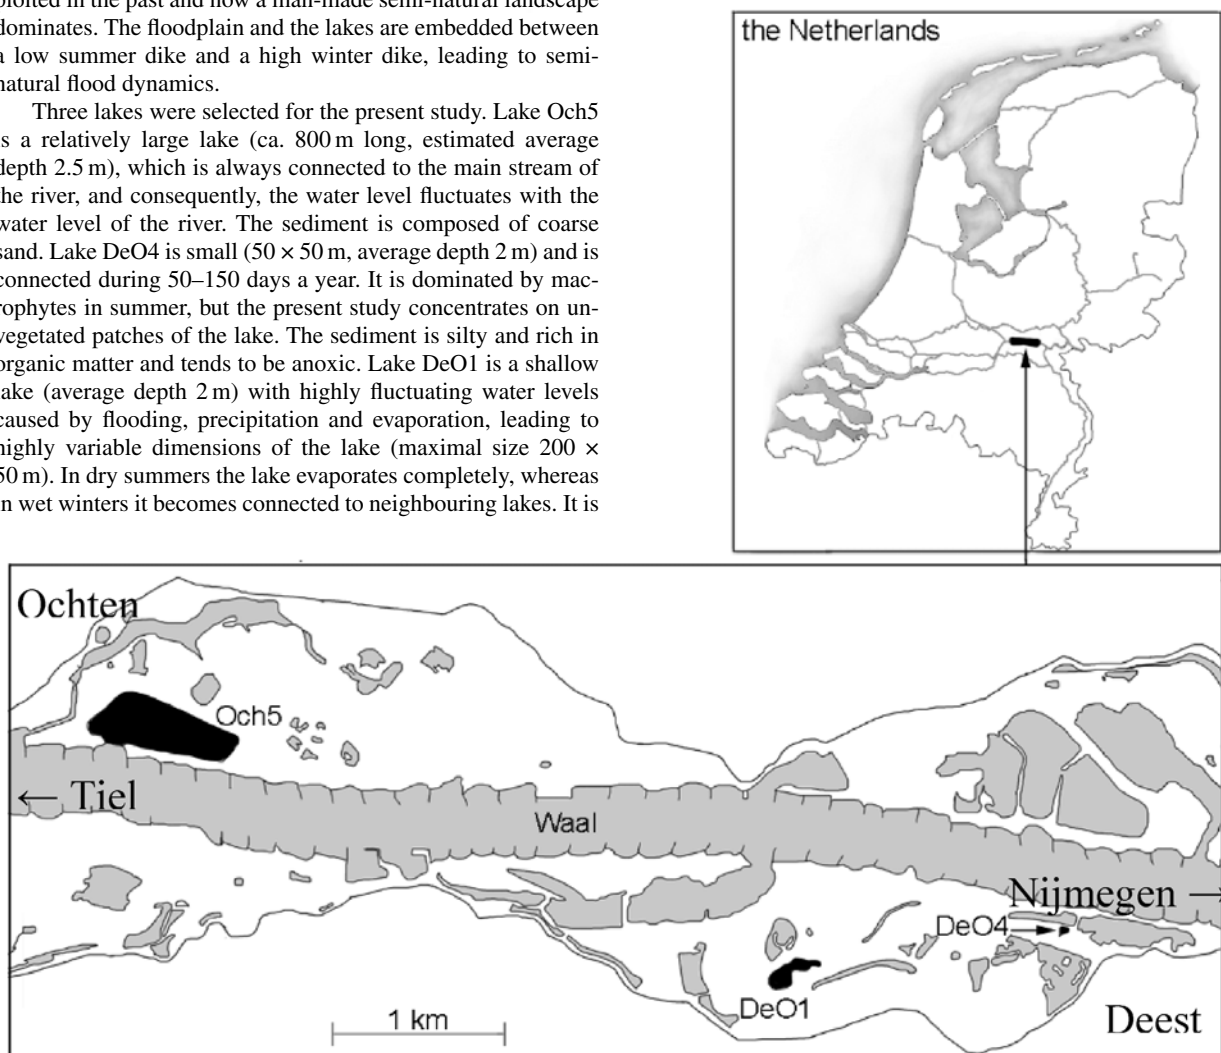 ploited in the past and now a man-made semi-natural landscape
dominates. The floodplain and the lakes are embedded between
a low summer dike and a high winter dike, leading to semi-
natural flood dynamics.
Three lakes were selected for the present study. Lake Och5
is a relatively large lake (ca. 800 m long, estimated average
depth 2.5 m), which is always connected to the main stream of
the river, and consequently, the water level fluctuates with the
water level of the river. The sediment is composed of coarse
sand. Lake DeO4 is small (50 × 50 m, average depth 2 m) and is
connected during 50–150 days a year. It is dominated by mac-
rophytes in summer, but the present study concentrates on un-
vegetated patches of the lake. The sediment is silty and rich in
organic matter and tends to be anoxic. Lake DeO1 is a shallow
lake (average depth 2 m) with highly fluctuating water levels
caused by flooding, precipitation and evaporation, leading to
highly variable dimensions of the lake (maximal size 200 ×
50 m). In dry summers the lake evaporates completely, whereas
in wet winters it becomes connected to neighbouring lakes. It is
the Netherlands
Ochten
Och5
← Tiel
Waal
Nijmegen →
DeO4
DeO1
1 km
Deest